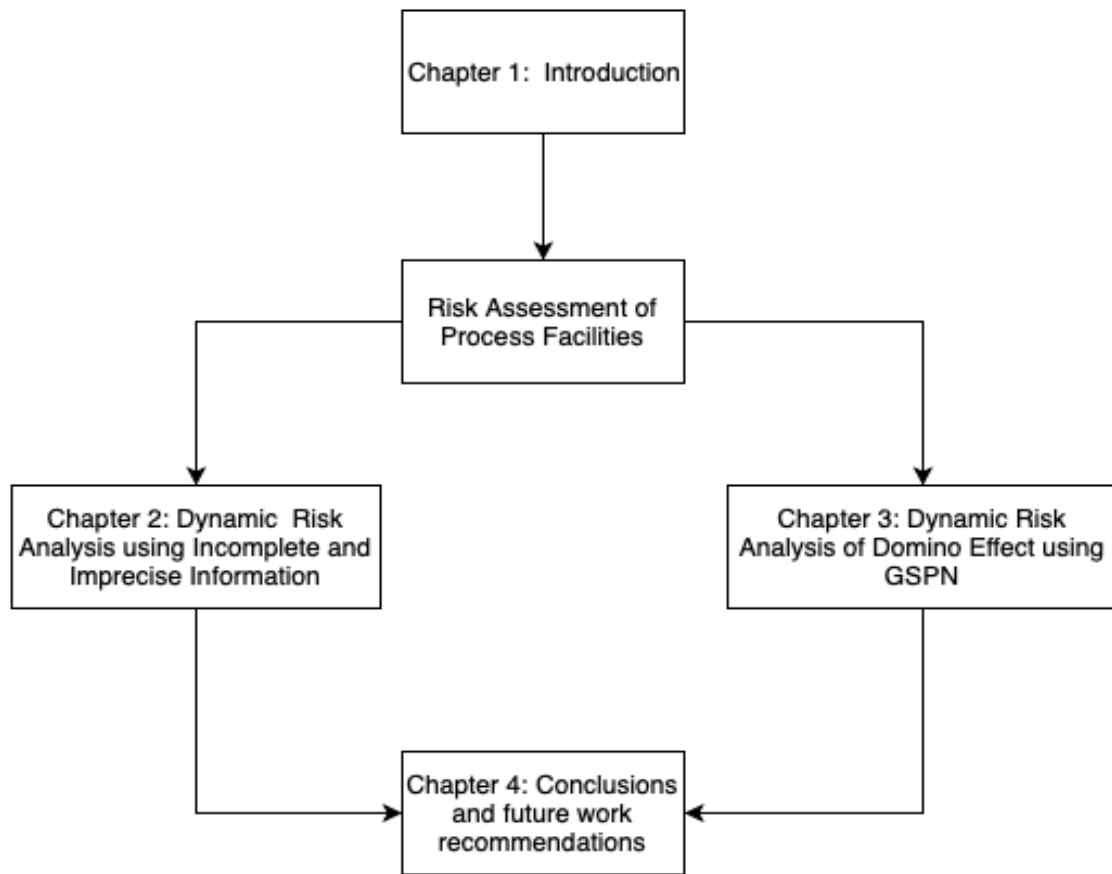 Chapter 1:  Introduction
Risk Assessment of
Process Facilities
Chapter 2: Dynamic  Risk
Analysis using Incomplete and
Imprecise Information
Chapter 3: Dynamic Risk
Analysis of Domino Effect using
GSPN
Chapter 4: Conclusions
and future work
recommendations